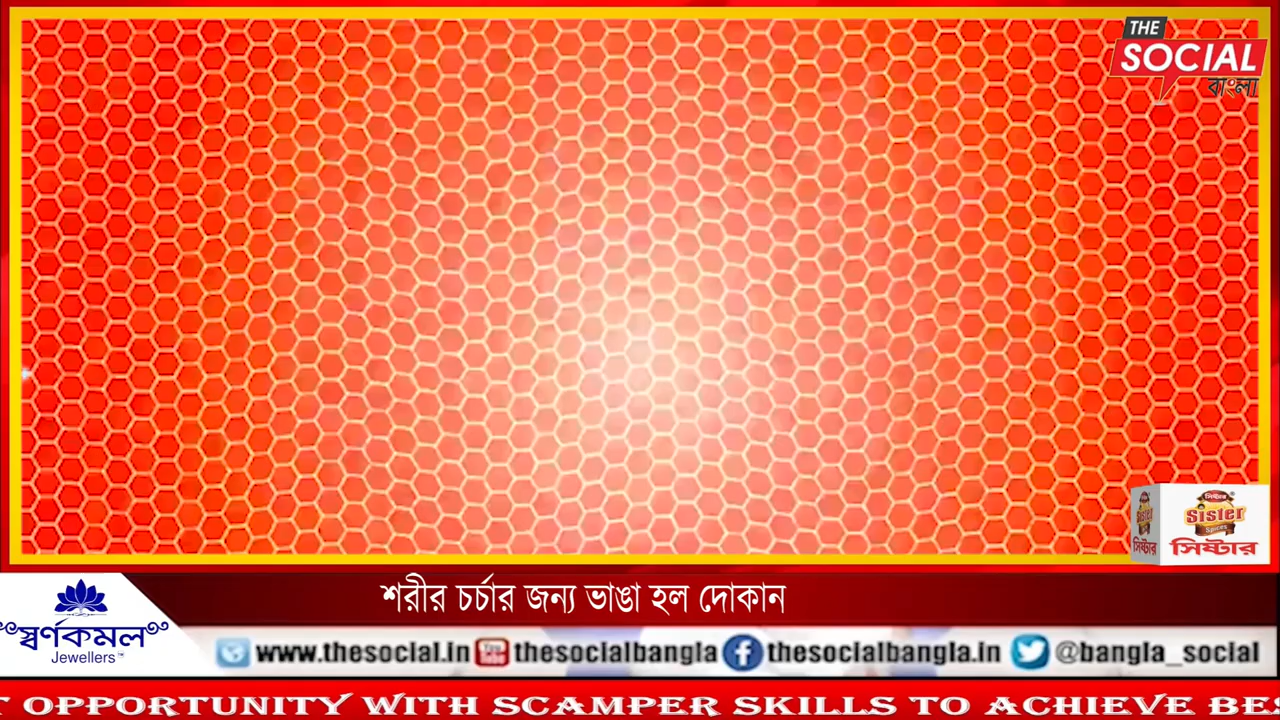 THE
SOCIAL
বাংলা
সিষ্টার
Sister
Spices
সিষ্টার
সিষ্টার
শরীর চর্চার জন্য ভাঙা হল দোকান
স্বর্ণকমল
Jewellers
www.thesocial.in thesocialbangla thesocialbangla.in @bangla_social
OPPORTUNITY WITH SCAMPER SKILLS TO ACHIEVE